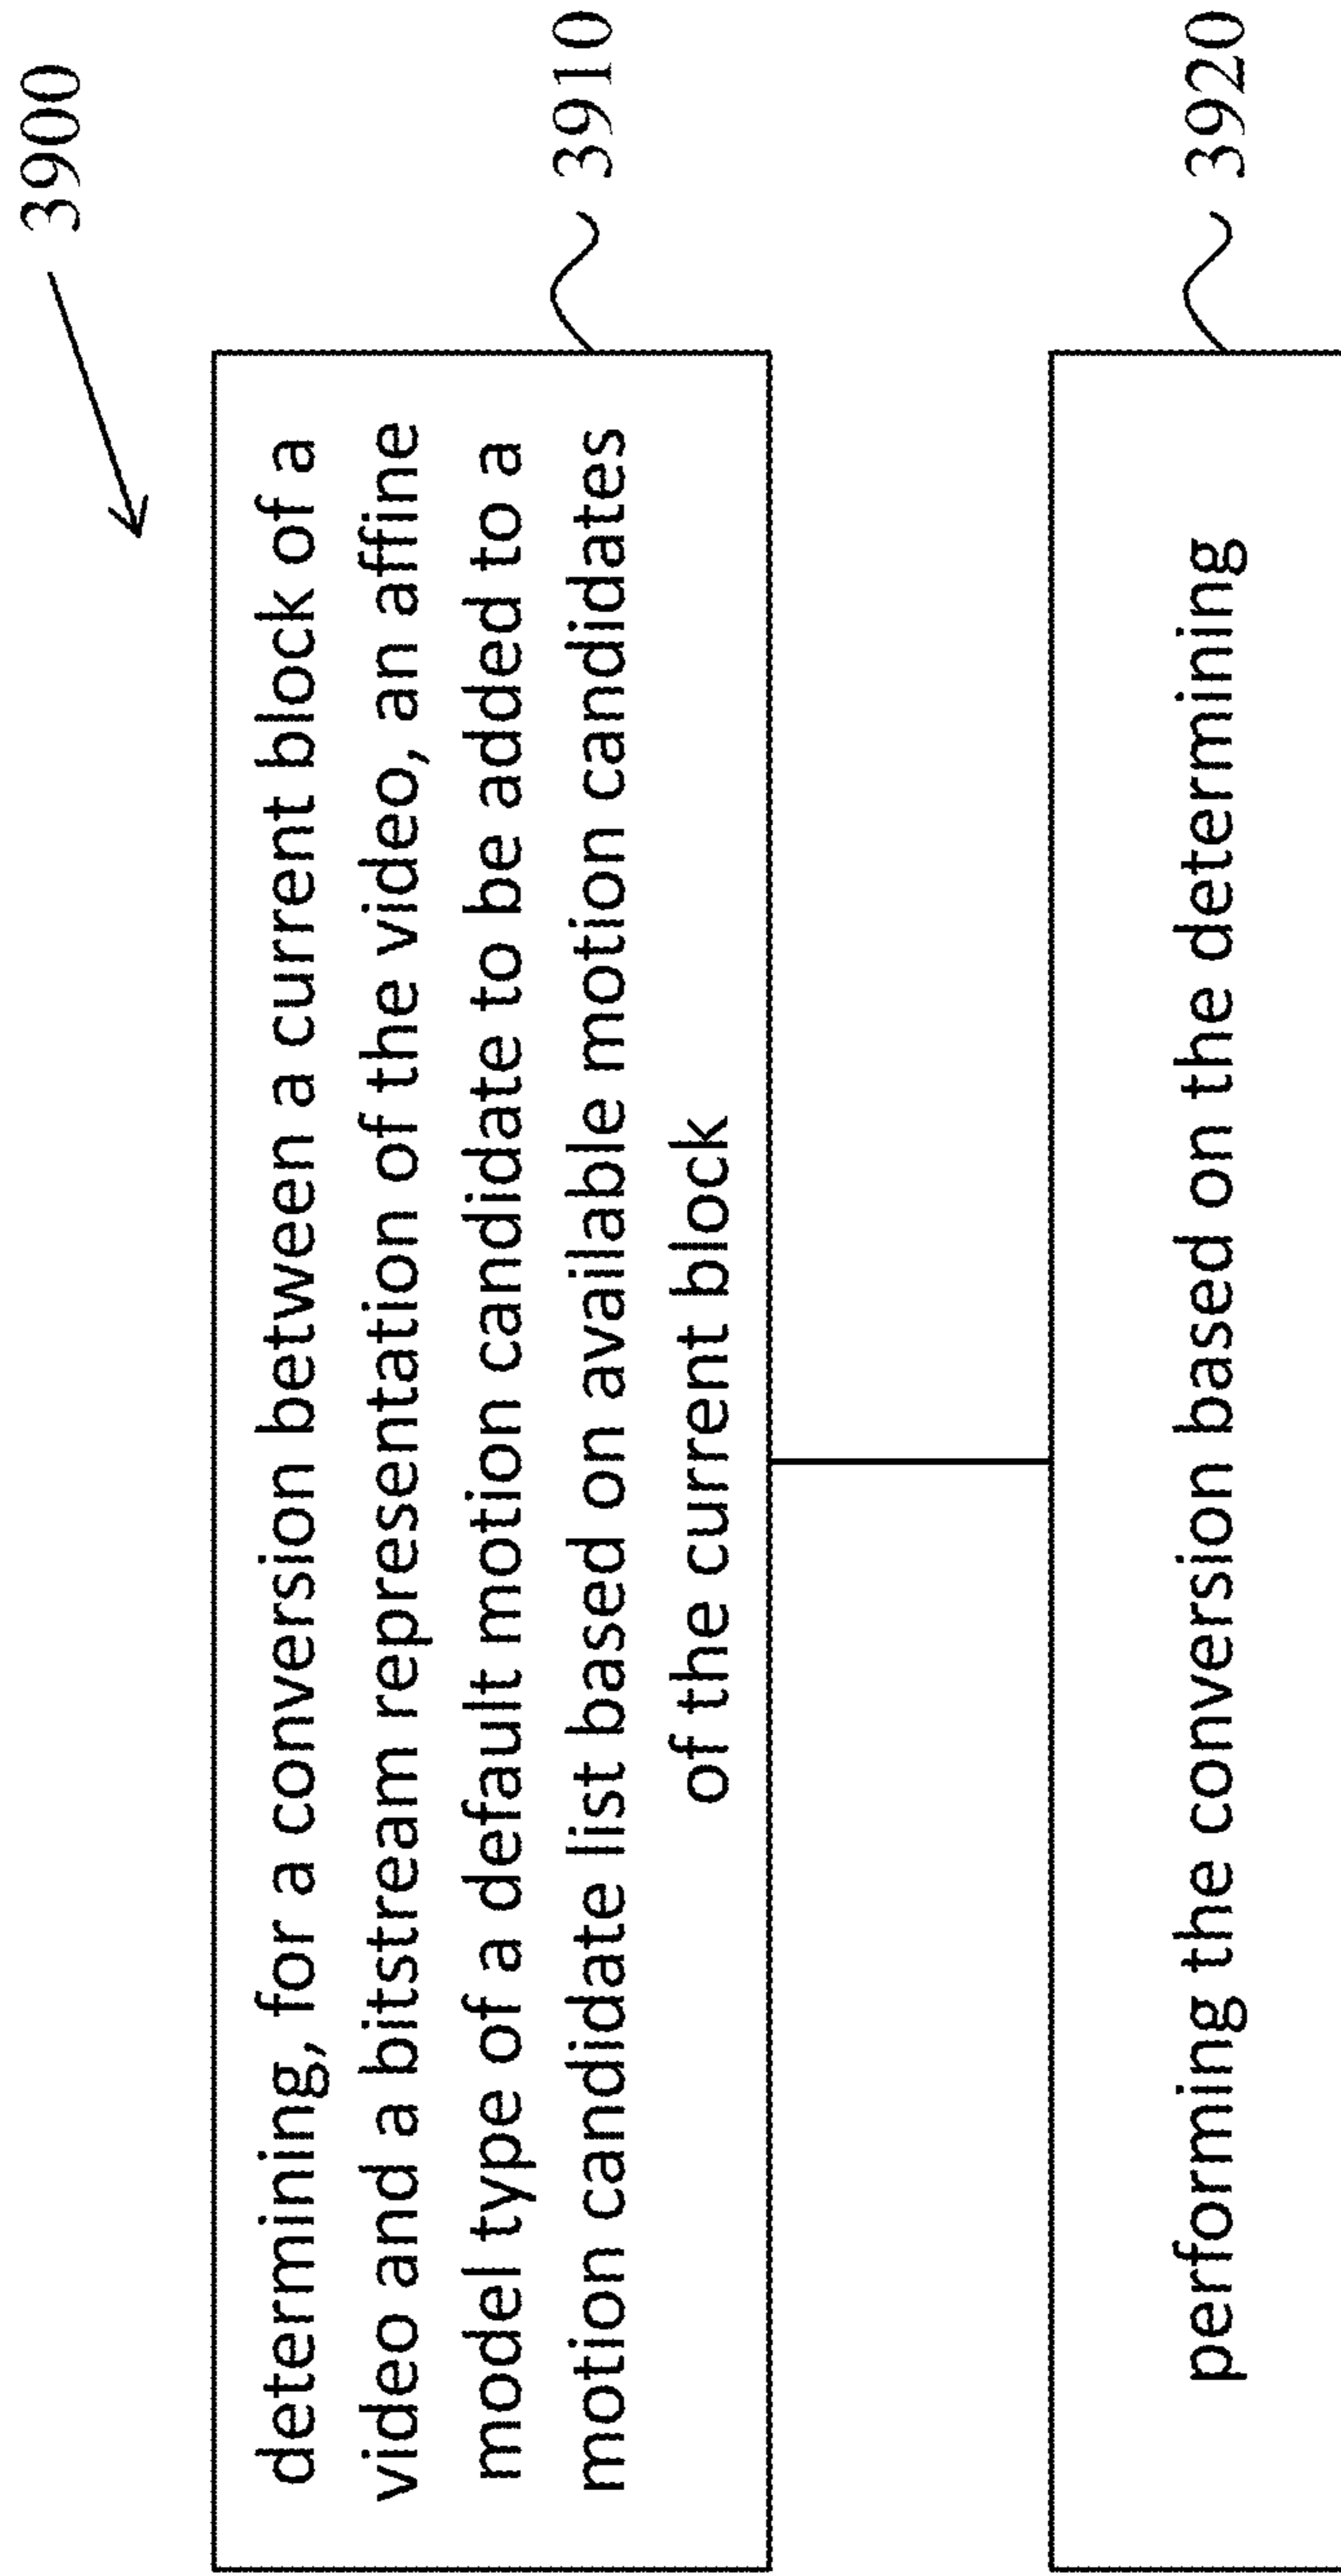 3900
determining, for a conversion between a current block of a
video and a bitstream representation of the video, an affine
model type of a default motion candidate to be added to a
motion candidate list based on available motion candidates
of the current block
3910
performing the conversion based on the determining
3920